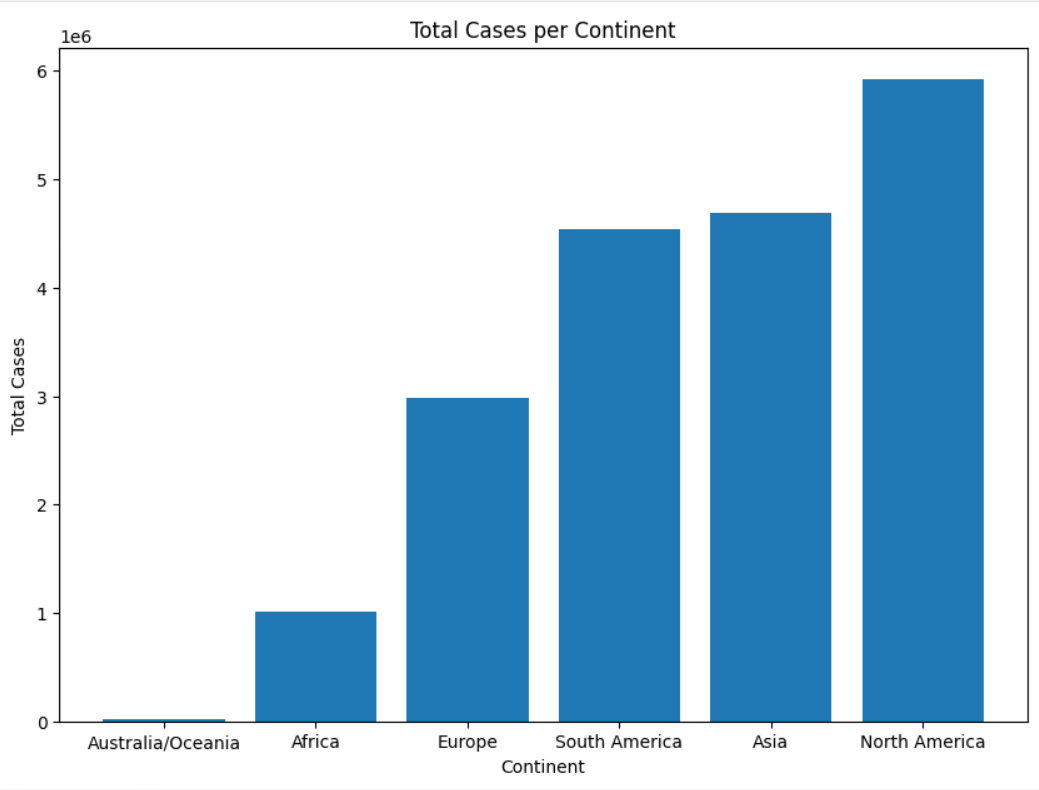 Total Cases per Continent
1e6
6
5
4
3
2
1
0
Total Cases
Australia/Oceania Africa Europe South America Asia North America
Continent